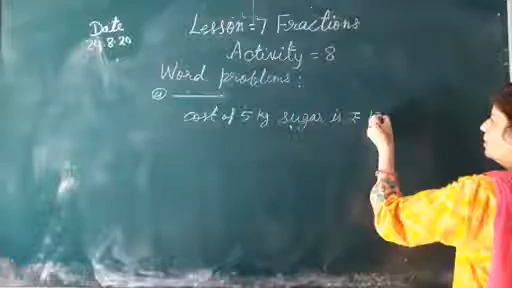 Date
24.8.20
Lesson = 7 Fractions
Activity = 8
Word problems :
a)
cost of 5 kg sugar is ₹